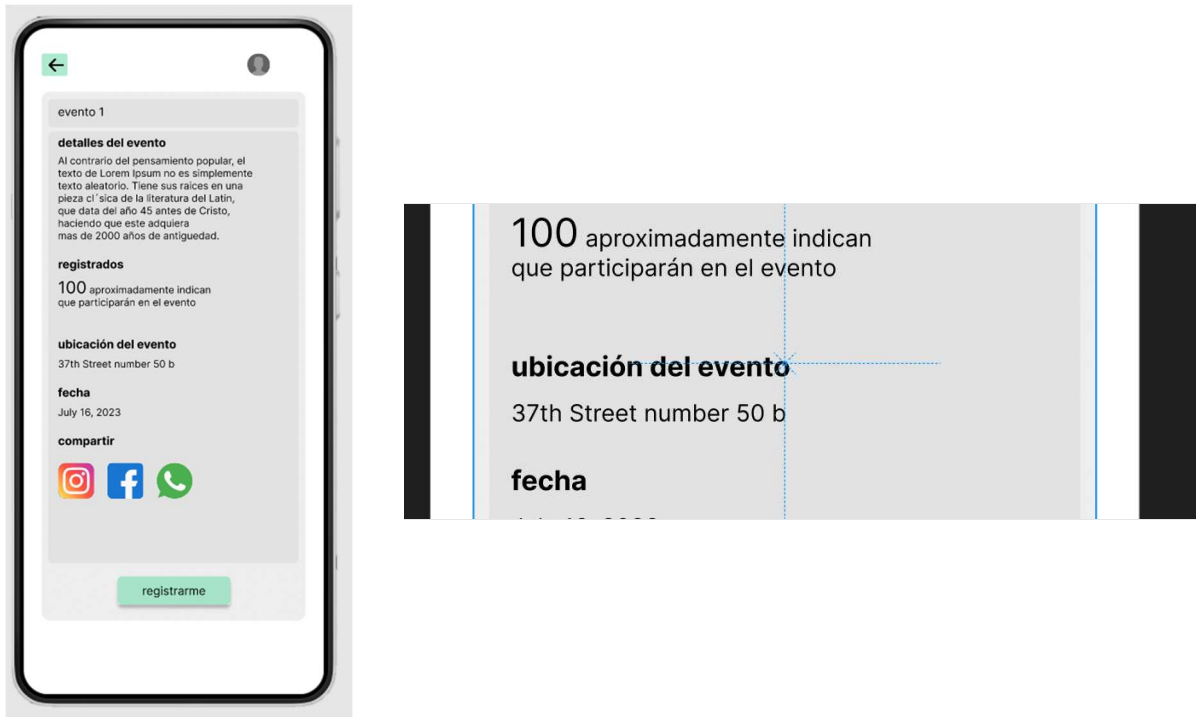 evento 1
detalles del evento
Al contrario del pensamiento popular, el
texto de Lorem Ipsum no es simplemente
texto aleatorio. Tiene sus raices en una
pieza cl´sica de la literatura del Latin,
que data del año 45 antes de Cristo,
haciendo que este adquiera
mas de 2000 años de antiguedad.
registrados
100 aproximadamente indican
que participarán en el evento
ubicación del evento
37th Street number 50 b
fecha
July 16, 2023
compartir
registrarme
100 aproximadamente indican
que participarán en el evento
ubicación del evento
37th Street number 50 b
fecha